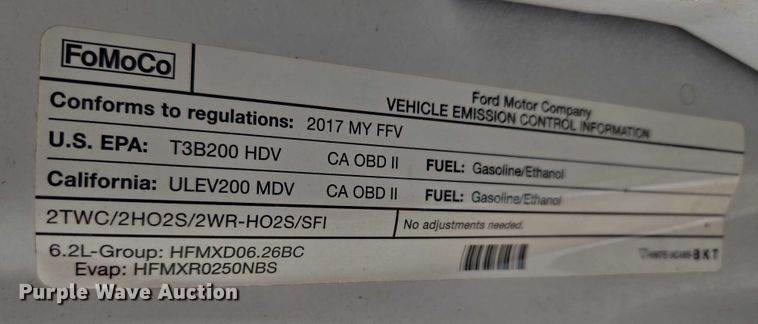 FoMoCo
Ford Motor Company
VEHICLE EMISSION CONTROL INFORMATION
Conforms to regulations: 2017 MY FFV
U.S. EPA: T3B200 HDV CA OBD II FUEL: Gasoline/Ethanol
California: ULEV200 MDV CA OBD II FUEL: Gasoline/Ethanol
2TWC/2HO2S/2WR-HO2S/SFI No adjustments needed.
6.2L-Group: HFMXD06.26BC
Evap: HFMXR0250NBS
BKT
Purple Wave Auction